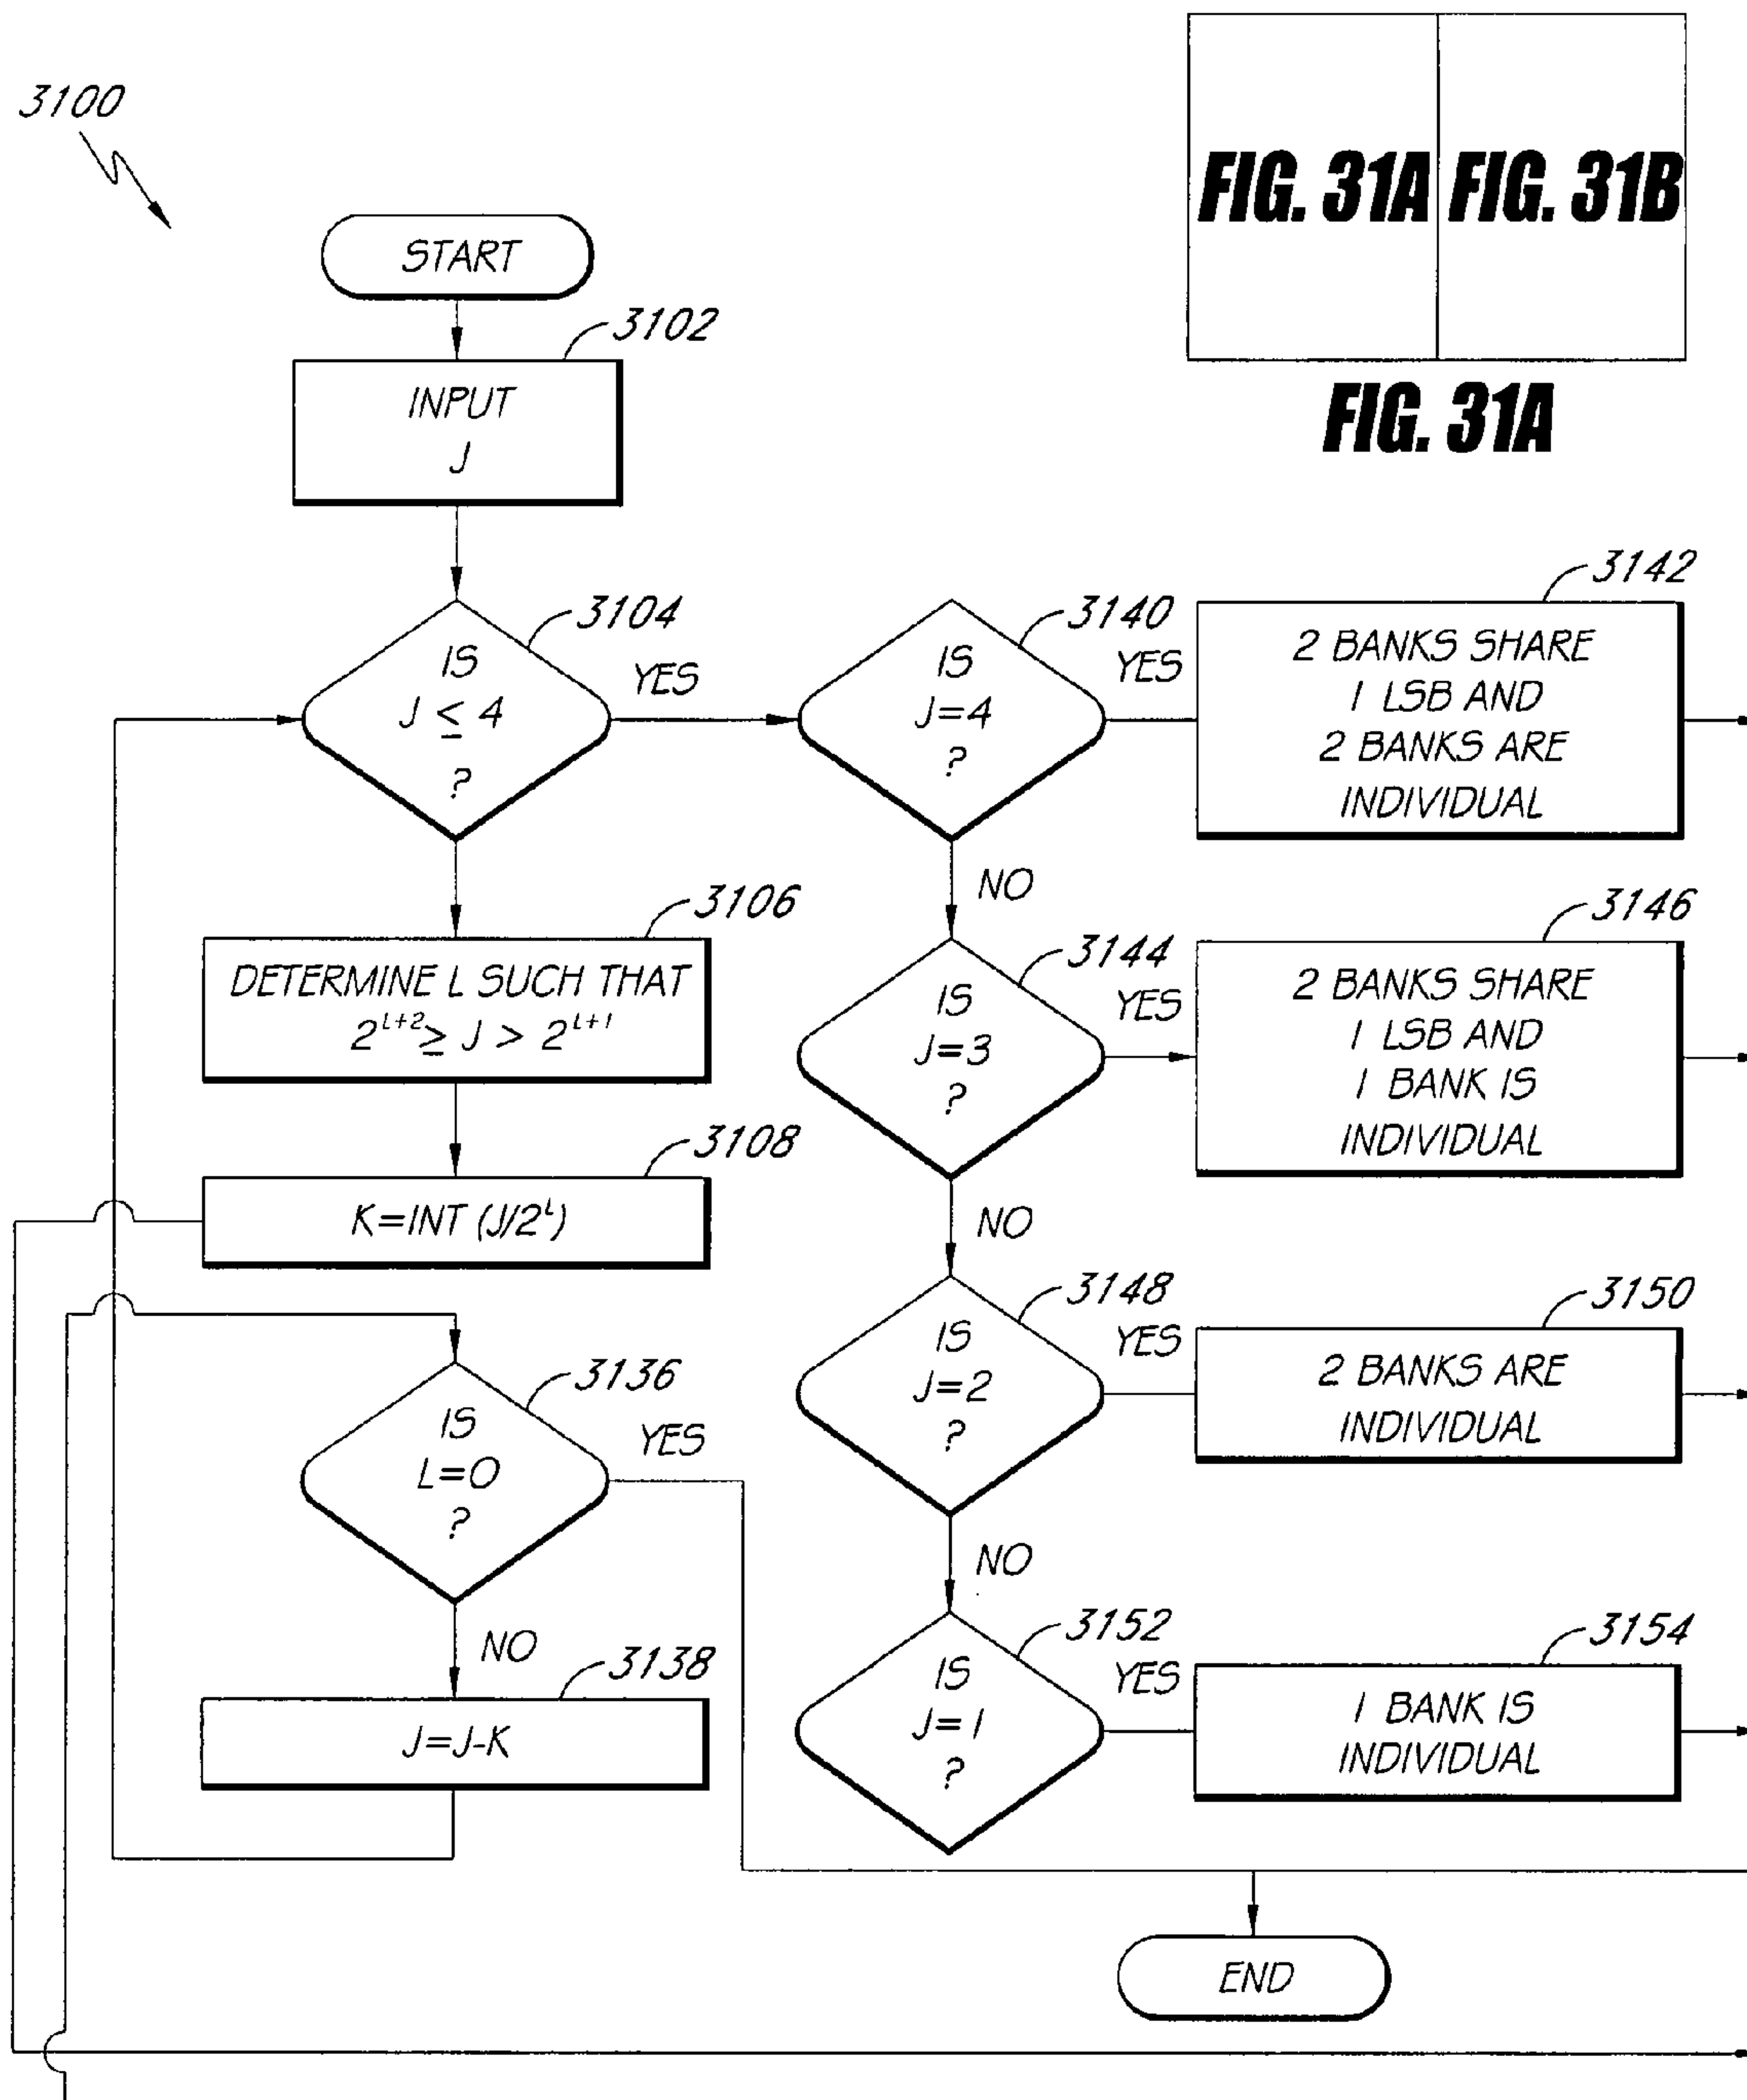 3100
FIG. 31A FIG. 31B
FIG. 31A
START
3102
INPUT
J
3104
IS
J ≤ 4
?
YES
3140
IS
J=4
?
YES
3142
2 BANKS SHARE
1 LSB AND
2 BANKS ARE
INDIVIDUAL
NO
3106
DETERMINE L SUCH THAT
2^{L+2} ≥ J > 2^{L+1}
3144
IS
J=3
?
YES
3146
2 BANKS SHARE
1 LSB AND
1 BANK IS
INDIVIDUAL
3108
K=INT (J/2^L)
NO
3148
IS
J=2
?
YES
3150
2 BANKS ARE
INDIVIDUAL
3136
IS
L=0
?
YES
NO
NO
3138
J=J-K
3152
IS
J=1
?
YES
3154
1 BANK IS
INDIVIDUAL
END